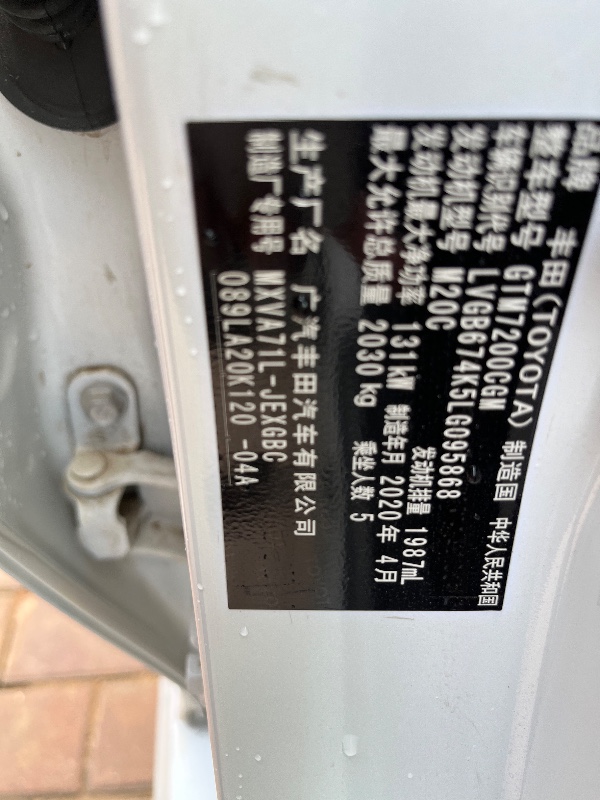 品牌 丰田(TOYOTA) 制造国 中华人民共和国
整车型号 GTM7200CGM
车辆识别代号 LVGB674K5LG095868
发动机型号 M20C 发动机排量 1987mL
发动机最大净功率 131kW 制造年月 2020年 4月
最大允许总质量 2030 kg 乘坐人数 5
生产厂名 广汽丰田汽车有限公司
制造厂专用号 MXVA71L-JEXGBC
089LA20K120 -04A